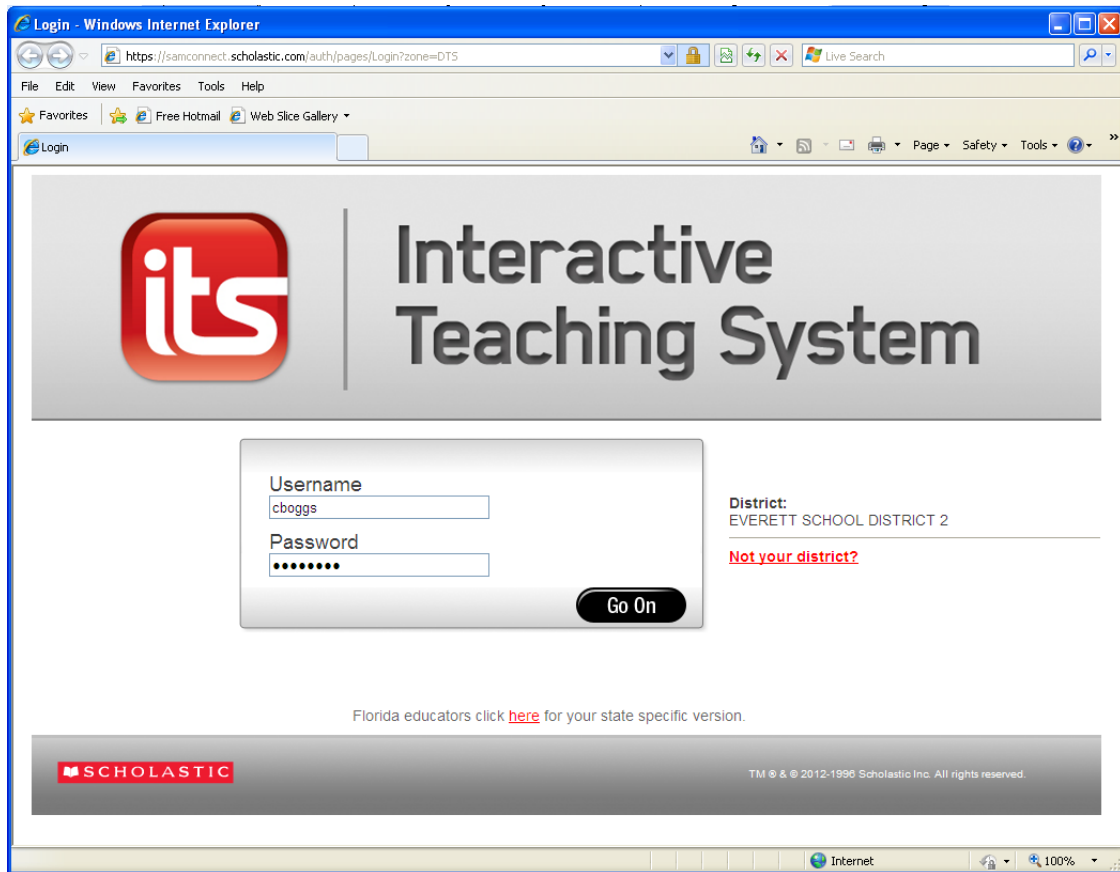 Login - Windows Internet Explorer
https://samconnect.scholastic.com/auth/pages/Login?zone=DTS
Live Search
File Edit View Favorites Tools Help
Favorites Free Hotmail Web Slice Gallery
Login
Page Safety Tools
its
Interactive
Teaching System
Username
cboggs
Password
••••••••
Go On
District:
EVERETT SCHOOL DISTRICT 2
Not your district?
Florida educators click here for your state specific version.
SCHOLASTIC
TM ® & © 2012-1996 Scholastic Inc. All rights reserved.
Internet
100%